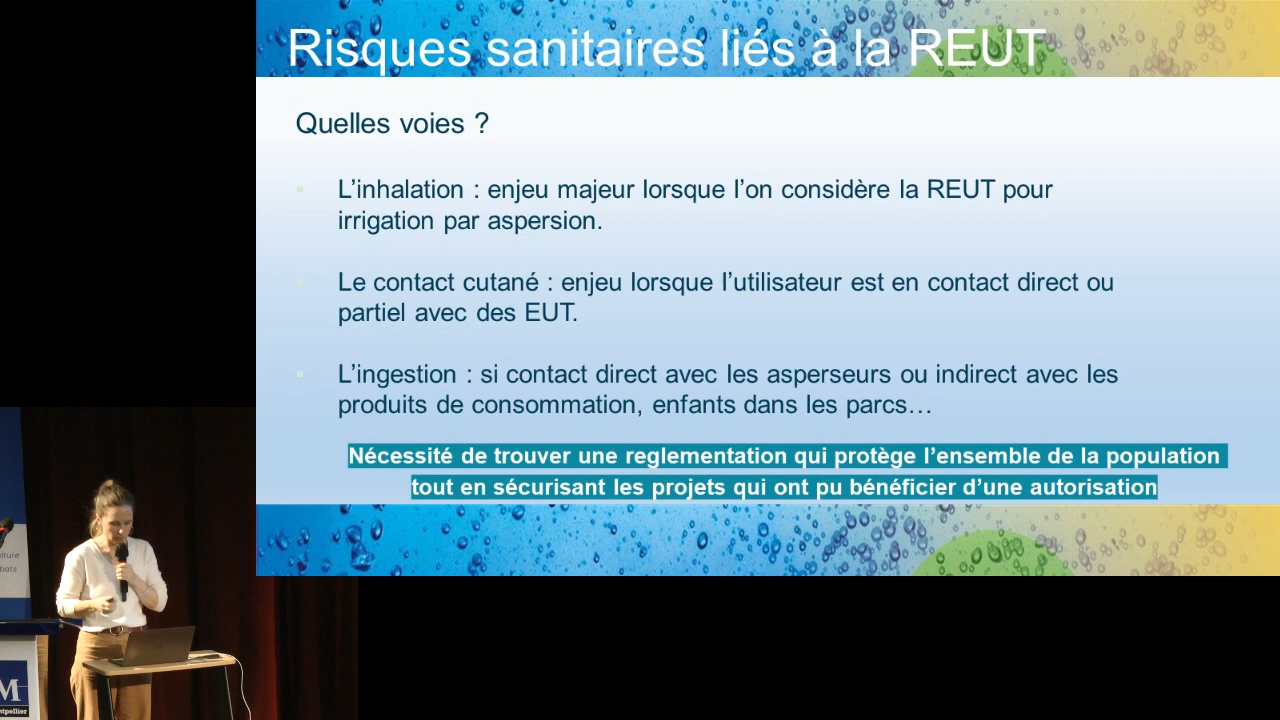 Risques sanitaires liés à la REUT
Quelles voies ?
L’inhalation : enjeu majeur lorsque l’on considère la REUT pour
irrigation par aspersion.
Le contact cutané : enjeu lorsque l’utilisateur est en contact direct ou
partiel avec des EUT.
L’ingestion : si contact direct avec les asperseurs ou indirect avec les
produits de consommation, enfants dans les parcs…
Nécessité de trouver une reglementation qui protège l’ensemble de la population
tout en sécurisant les projets qui ont pu bénéficier d’une autorisation